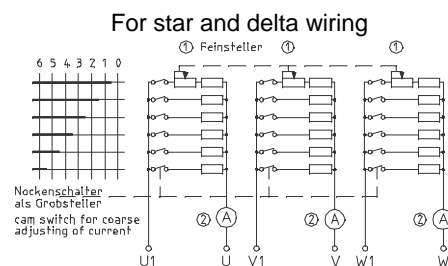 For star and delta wiring
① Feinsteller ① ①
6 5 4 3 2 1 0
Nockenschalter
als Grobsteller
cam switch for coarse
adjusting of current
② A ② A ② A
U1 U V1 V W1 W